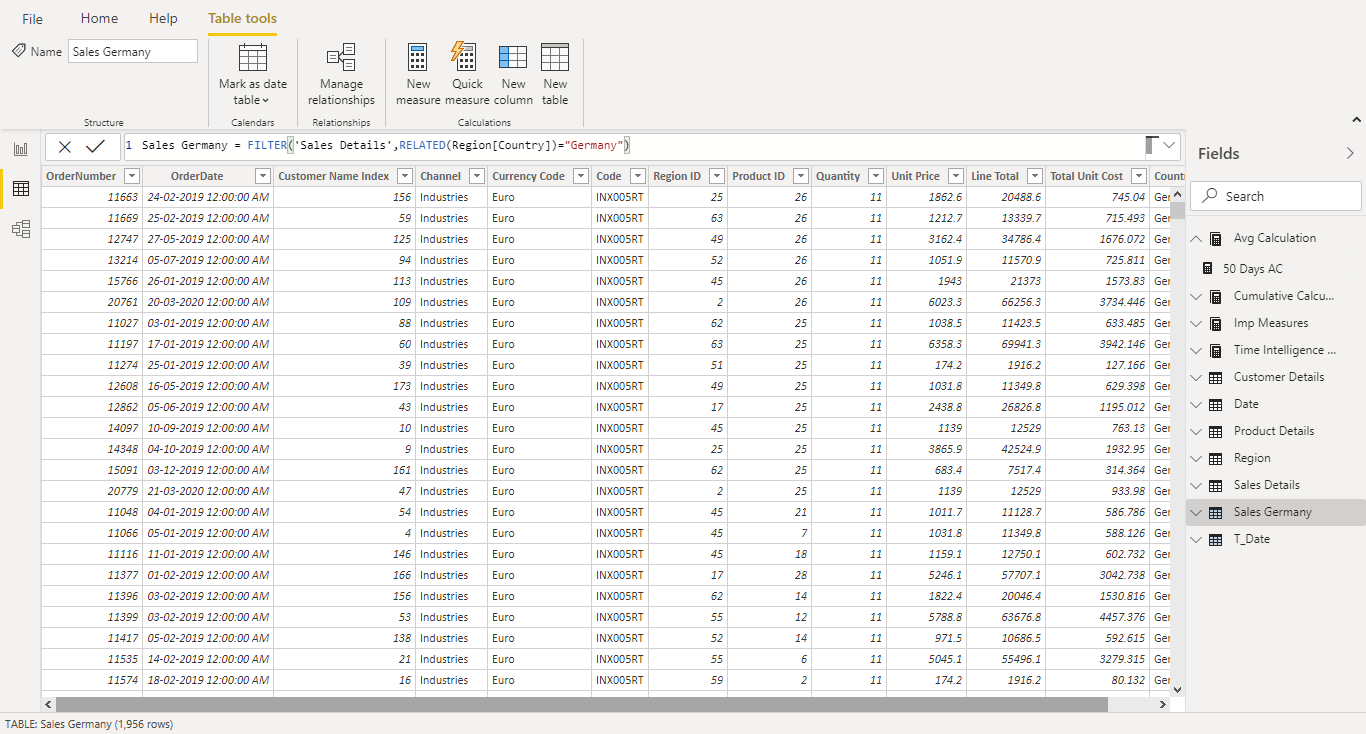 File Home Help Table tools
Name Sales Germany
Mark as date table
Manage relationships
New measure
Quick measure
New column
New table
Structure Calendars Relationships Calculations
1 Sales Germany = FILTER('Sales Details',RELATED(Region[Country])="Germany")
OrderNumber OrderDate Customer Name Index Channel Currency Code Code Region ID Product ID Quantity Unit Price Line Total Total Unit Cost Count
11663 24-02-2019 12:00:00 AM 156 Industries Euro INX005RT 25 26 11 1862.6 20488.6 745.04 Ger
11669 25-02-2019 12:00:00 AM 59 Industries Euro INX005RT 63 26 11 1212.7 13339.7 715.493 Ger
12747 27-05-2019 12:00:00 AM 125 Industries Euro INX005RT 49 26 11 3162.4 34786.4 1676.072 Ger
13214 05-07-2019 12:00:00 AM 94 Industries Euro INX005RT 52 26 11 1051.9 11570.9 725.811 Ger
15766 26-01-2019 12:00:00 AM 113 Industries Euro INX005RT 45 26 11 1943 21373 1573.83 Ger
20761 20-03-2020 12:00:00 AM 109 Industries Euro INX005RT 2 26 11 6023.3 66256.3 3734.446 Ger
11027 03-01-2019 12:00:00 AM 88 Industries Euro INX005RT 62 25 11 1038.5 11423.5 633.485 Ger
11197 17-01-2019 12:00:00 AM 60 Industries Euro INX005RT 63 25 11 6358.3 69941.3 3942.146 Ger
11274 25-01-2019 12:00:00 AM 39 Industries Euro INX005RT 51 25 11 174.2 1916.2 127.166 Ger
12608 16-05-2019 12:00:00 AM 173 Industries Euro INX005RT 49 25 11 1031.8 11349.8 629.398 Ger
12862 05-06-2019 12:00:00 AM 43 Industries Euro INX005RT 17 25 11 2438.8 26826.8 1195.012 Ger
14097 10-09-2019 12:00:00 AM 10 Industries Euro INX005RT 45 25 11 1139 12529 763.13 Ger
14348 04-10-2019 12:00:00 AM 9 Industries Euro INX005RT 25 25 11 3865.9 42524.9 1932.95 Ger
15091 03-12-2019 12:00:00 AM 161 Industries Euro INX005RT 62 25 11 683.4 7517.4 314.364 Ger
20779 21-03-2020 12:00:00 AM 47 Industries Euro INX005RT 2 25 11 1139 12529 933.98 Ger
11048 04-01-2019 12:00:00 AM 54 Industries Euro INX005RT 45 21 11 1011.7 11128.7 586.786 Ger
11066 05-01-2019 12:00:00 AM 4 Industries Euro INX005RT 45 7 11 1031.8 11349.8 588.126 Ger
11116 11-01-2019 12:00:00 AM 146 Industries Euro INX005RT 45 18 11 1159.1 12750.1 602.732 Ger
11377 01-02-2019 12:00:00 AM 166 Industries Euro INX005RT 17 28 11 5246.1 57707.1 3042.738 Ger
11396 03-02-2019 12:00:00 AM 156 Industries Euro INX005RT 62 14 11 1822.4 20046.4 1530.816 Ger
11399 03-02-2019 12:00:00 AM 53 Industries Euro INX005RT 55 12 11 5788.8 63676.8 4457.376 Ger
11417 05-02-2019 12:00:00 AM 138 Industries Euro INX005RT 52 14 11 971.5 10686.5 592.615 Ger
11535 14-02-2019 12:00:00 AM 21 Industries Euro INX005RT 55 6 11 5045.1 55496.1 3279.315 Ger
11574 18-02-2019 12:00:00 AM 16 Industries Euro INX005RT 59 2 11 174.2 1916.2 80.132 Ger
Fields
Search
Avg Calculation
50 Days AC
Cumulative Calcu...
Imp Measures
Time Intelligence ...
Customer Details
Date
Product Details
Region
Sales Details
Sales Germany
T_Date
TABLE: Sales Germany (1,956 rows)